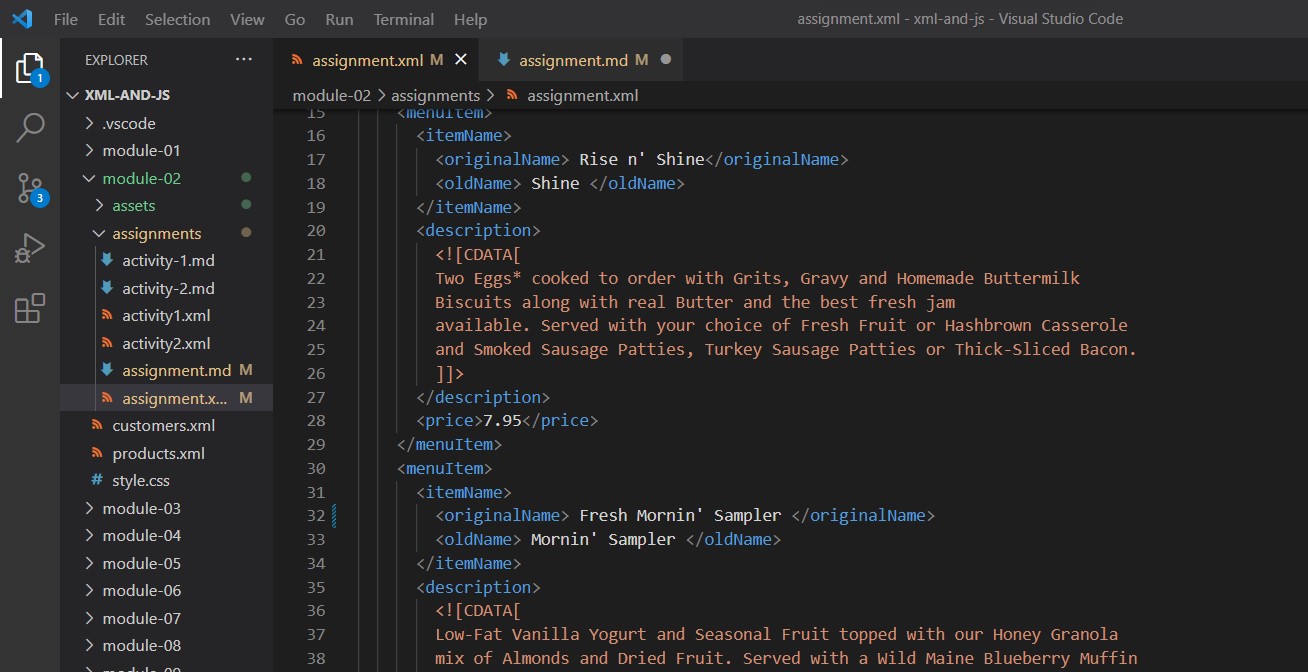 File Edit Selection View Go Run Terminal Help
assignment.xml - xml-and-js - Visual Studio Code
EXPLORER ···
1
3
XML-AND-JS
.vscode
module-01
module-02
assets
assignments
activity-1.md
activity-2.md
activity1.xml
activity2.xml
assignment.md M
assignment.x... M
customers.xml
products.xml
# style.css
module-03
module-04
module-05
module-06
module-07
module-08
module-09
assignment.xml M × assignment.md M
module-02 > assignments > assignment.xml
15 <menuItem>
16 <itemName>
17 <originalName> Rise n' Shine</originalName>
18 <oldName> Shine </oldName>
19 </itemName>
20 <description>
21 <![CDATA[
22 Two Eggs* cooked to order with Grits, Gravy and Homemade Buttermilk
23 Biscuits along with real Butter and the best fresh jam
24 available. Served with your choice of Fresh Fruit or Hashbrown Casserole
25 and Smoked Sausage Patties, Turkey Sausage Patties or Thick-Sliced Bacon.
26 ]]>
27 </description>
28 <price>7.95</price>
29 </menuItem>
30 <menuItem>
31 <itemName>
32 <originalName> Fresh Mornin' Sampler </originalName>
33 <oldName> Mornin' Sampler </oldName>
34 </itemName>
35 <description>
36 <![CDATA[
37 Low-Fat Vanilla Yogurt and Seasonal Fruit topped with our Honey Granola
38 mix of Almonds and Dried Fruit. Served with a Wild Maine Blueberry Muffin